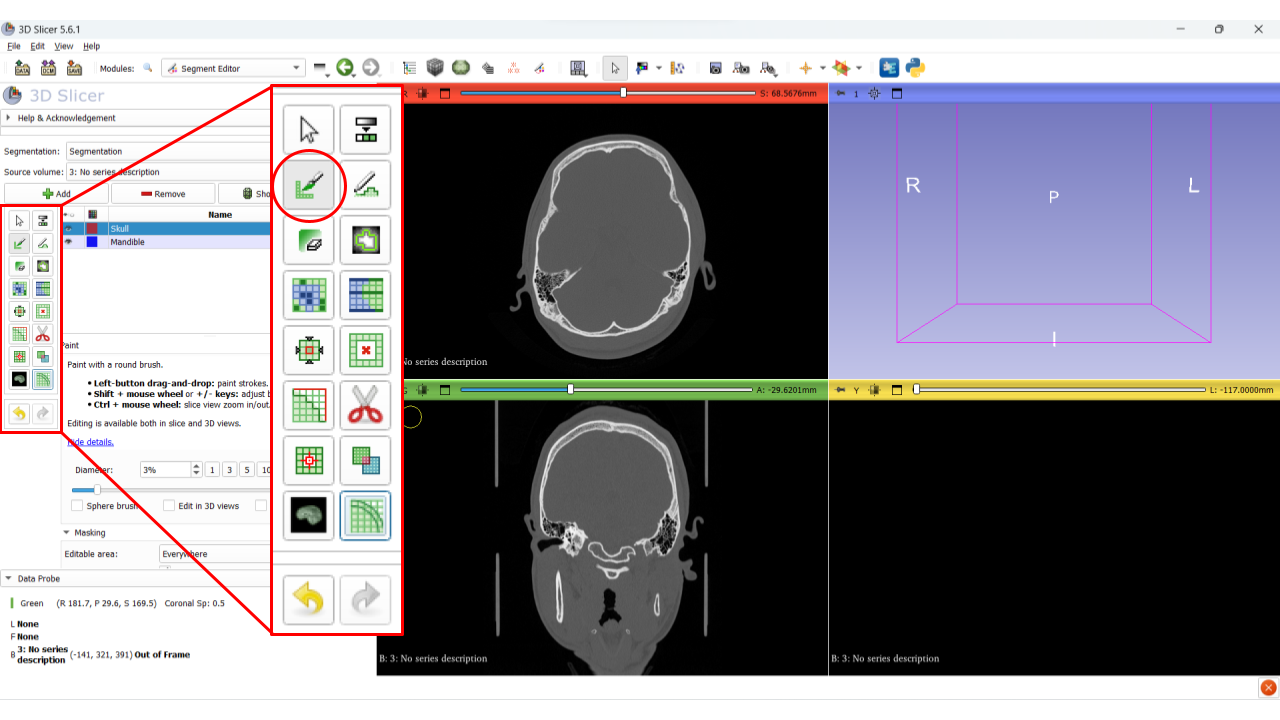 3D Slicer 5.6.1
File Edit View Help
DATA DCM SAVE Modules: Segment Editor
3D Slicer
Help & Acknowledgement
Segmentation: Segmentation
Source volume: 3: No series description
Add Remove Sho
Name
Skull
Mandible
Paint
Paint with a round brush.
• Left-button drag-and-drop: paint strokes.
• Shift + mouse wheel or +/- keys: adjust b
• Ctrl + mouse wheel: slice view zoom in/out.
Editing is available both in slice and 3D views.
Hide details.
Diameter: 3% 1 3 5 10
Sphere brush Edit in 3D views
Masking
Editable area: Everywhere
Data Probe
Green (R 181.7, P 29.6, S 169.5) Coronal Sp: 0.5
L None
F None
B 3: No series description (-141, 321, 391) Out of Frame
R S: 68.5676mm
No series description
1
R P L
I
A: -29.6201mm
B: 3: No series description
Y L: -117.0000mm
B: 3: No series description